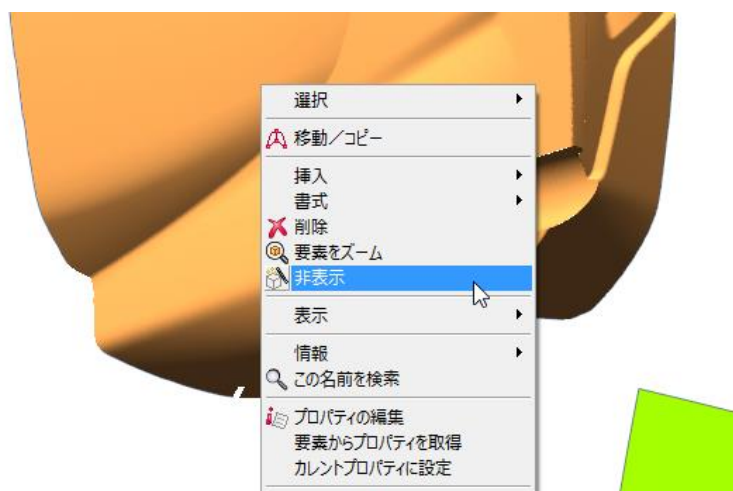 選択
移動／コピー
挿入
書式
削除
要素をズーム
非表示
表示
情報
この名前を検索
プロパティの編集
要素からプロパティを取得
カレントプロパティに設定